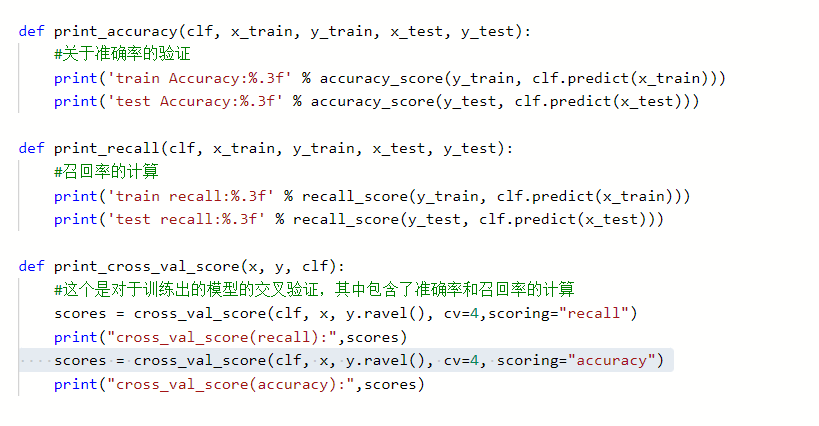 def print_accuracy(clf, x_train, y_train, x_test, y_test):
    #关于准确率的验证
    print('train Accuracy:%.3f' % accuracy_score(y_train, clf.predict(x_train)))
    print('test Accuracy:%.3f' % accuracy_score(y_test, clf.predict(x_test)))
def print_recall(clf, x_train, y_train, x_test, y_test):
    #召回率的计算
    print('train recall:%.3f' % recall_score(y_train, clf.predict(x_train)))
    print('test recall:%.3f' % recall_score(y_test, clf.predict(x_test)))
def print_cross_val_score(x, y, clf):
    #这个是对于训练出的模型的交叉验证，其中包含了准确率和召回率的计算
    scores = cross_val_score(clf, x, y.ravel(), cv=4,scoring="recall")
    print("cross_val_score(recall):",scores)
    scores = cross_val_score(clf, x, y.ravel(), cv=4, scoring="accuracy")
    print("cross_val_score(accuracy):",scores)